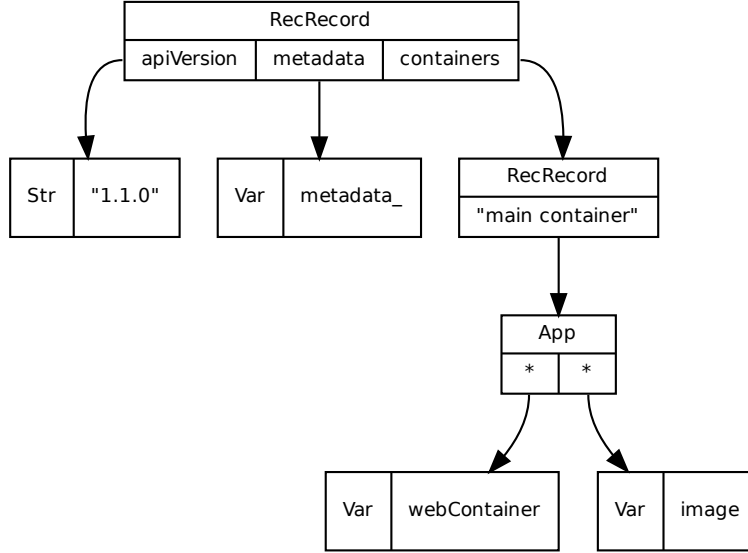 RecRecord
apiVersion metadata containers
Str "1.1.0" Var metadata_ RecRecord
"main container"
App
* *
Var webContainer Var image